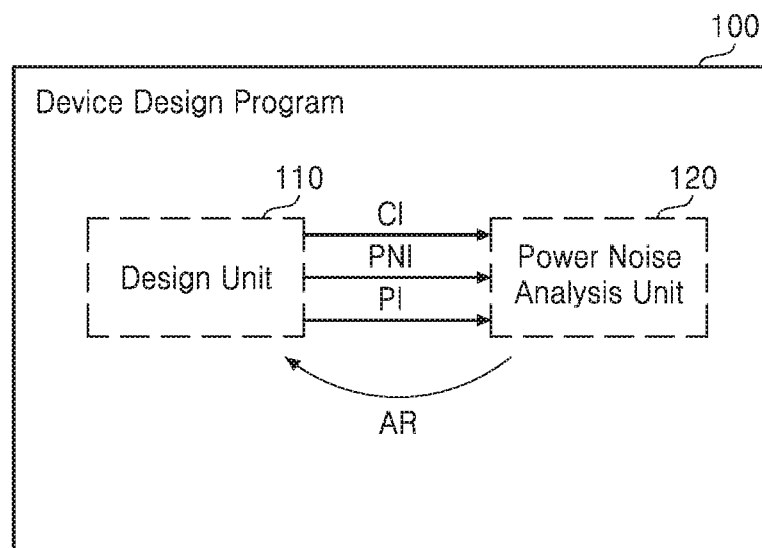 100
Device Design Program
110
120
CI
PNI
PI
Design Unit
Power Noise
Analysis Unit
AR